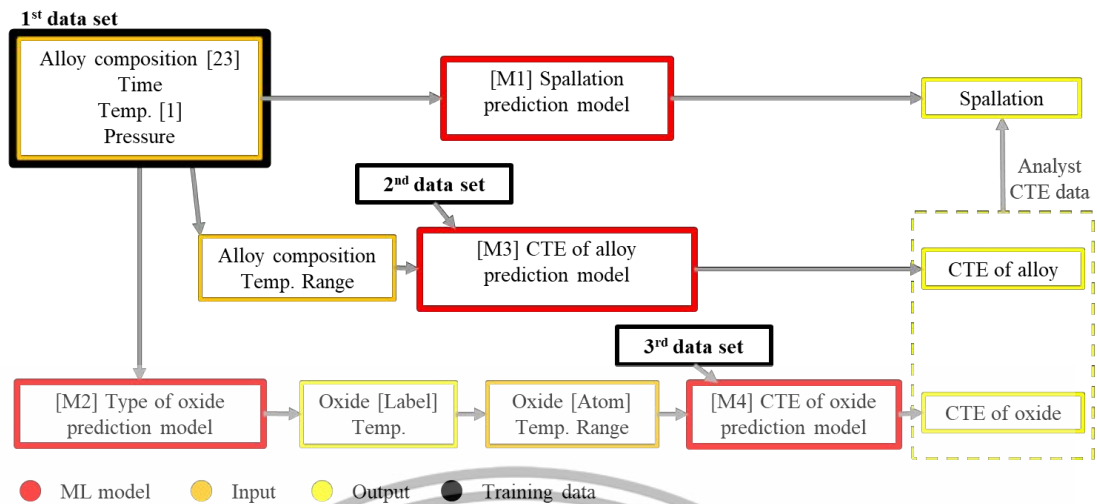 1st data set
Alloy composition [23]
Time
Temp. [1]
Pressure
[M1] Spallation
prediction model
Spallation
Analyst
CTE data
2nd data set
Alloy composition
Temp. Range
[M3] CTE of alloy
prediction model
CTE of alloy
3rd data set
[M2] Type of oxide
prediction model
Oxide [Label]
Temp.
Oxide [Atom]
Temp. Range
[M4] CTE of oxide
prediction model
CTE of oxide
ML model
Input
Output
Training data